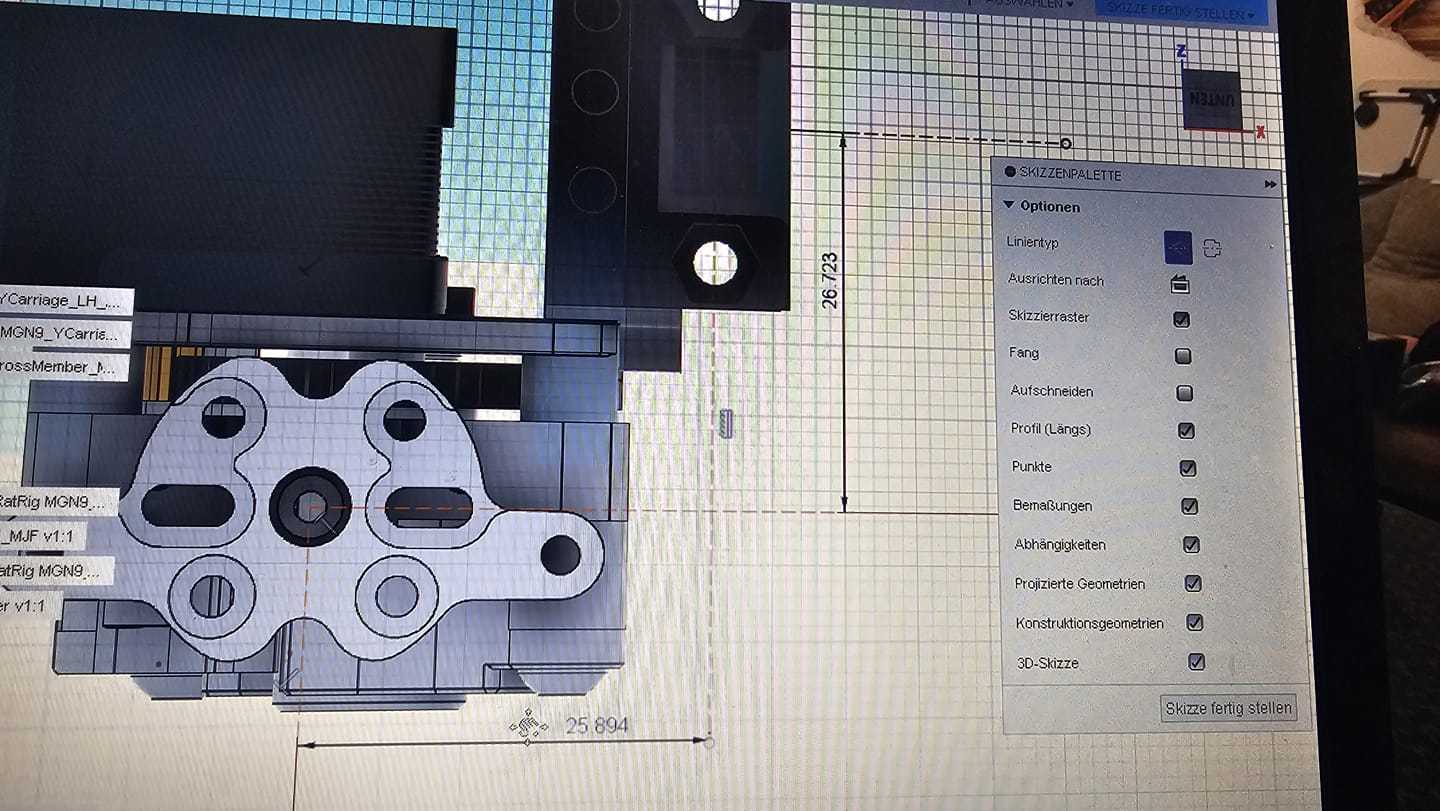 AUSWÄHLEN
SKIZZE FERTIG STELLEN
Z
UNTEN
X
SKIZZENPALETTE
Optionen
Linientyp
Ausrichten nach
Skizzierraster
Fang
Aufschneiden
Profil (Längs)
Punkte
Bemaßungen
Abhängigkeiten
Projizierte Geometrien
Konstruktionsgeometrien
3D-Skizze
Skizze fertig stellen
26.723
25.894
YCarriage_LH_...
MGN9_YCarria...
rossMember_M...
RatRig MGN9_...
_MJF v1:1
atRig MGN9_...
er v1:1